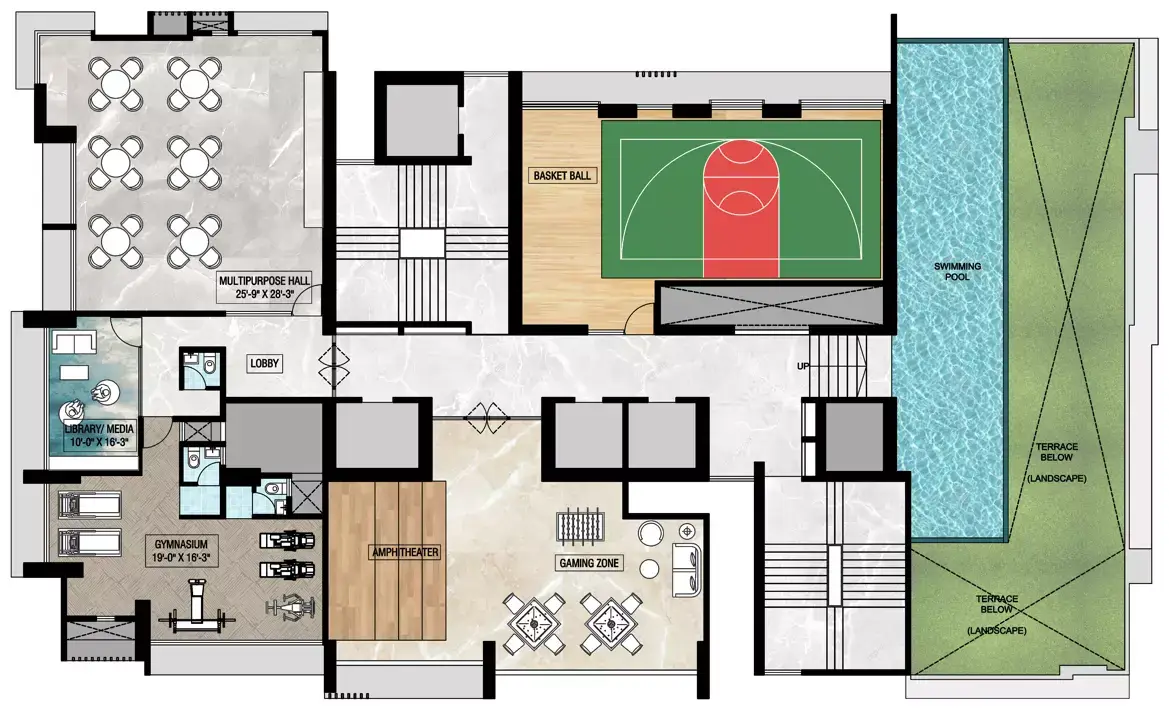 BASKET BALL
SWIMMING
POOL
MULTIPURPOSE HALL
25'-9" X 28'-3"
LOBBY
UP
LIBRARY/ MEDIA
10'-0" X 16'-3"
TERRACE
BELOW
(LANDSCAPE)
GYMNASIUM
19'-0" X 16'-3"
AMPHITHEATER
GAMING ZONE
TERRACE
BELOW
(LANDSCAPE)